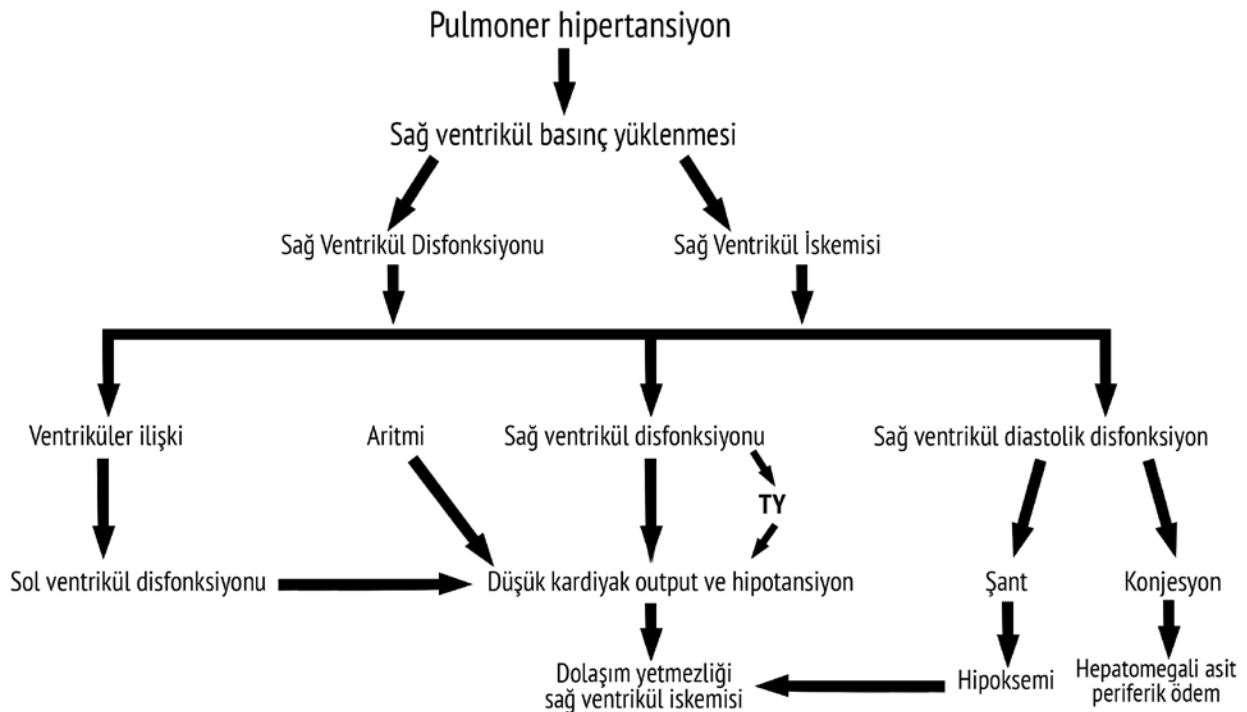 Pulmoner hipertansiyon
Sağ ventrikül basınç yüklenmesi
Sağ Ventrikül Disfonksiyonu
Sağ Ventrikül İskemisi
Ventriküler ilişki
Aritmi
Sağ ventrikül disfonksiyonu
Sağ ventrikül diastolik disfonksiyon
TY
Sol ventrikül disfonksiyonu
Düşük kardiyak output ve hipotansiyon
Şant
Konjesyon
Dolaşım yetmezliği
sağ ventrikül iskemisi
Hipoksemi
Hepatomegali asit
periferik ödem